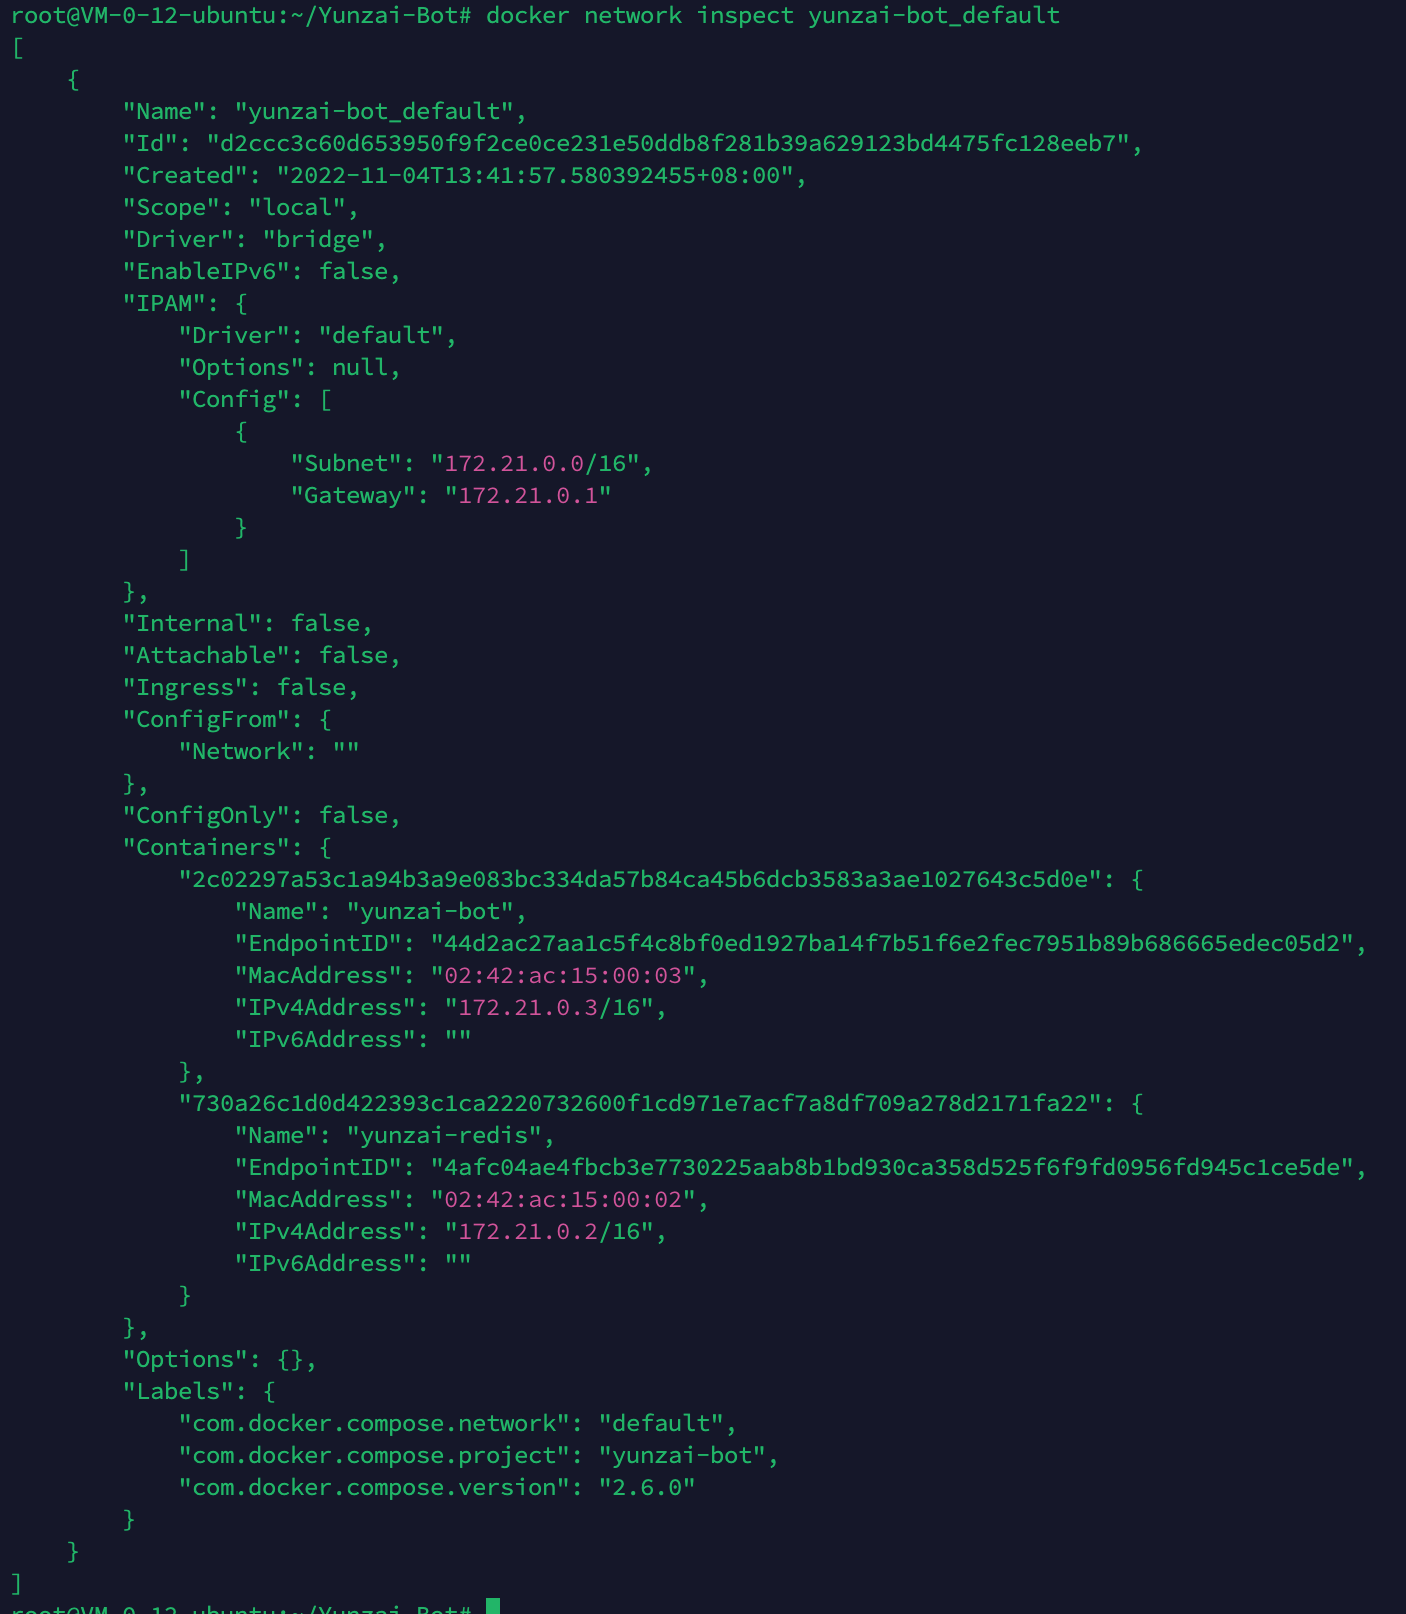 root@VM-0-12-ubuntu:~/Yunzai-Bot# docker network inspect yunzai-bot_default
[
    {
        "Name": "yunzai-bot_default",
        "Id": "d2ccc3c60d653950f9f2ce0ce231e50ddb8f281b39a629123bd4475fc128eeb7",
        "Created": "2022-11-04T13:41:57.580392455+08:00",
        "Scope": "local",
        "Driver": "bridge",
        "EnableIPv6": false,
        "IPAM": {
            "Driver": "default",
            "Options": null,
            "Config": [
                {
                    "Subnet": "172.21.0.0/16",
                    "Gateway": "172.21.0.1"
                }
            ]
        },
        "Internal": false,
        "Attachable": false,
        "Ingress": false,
        "ConfigFrom": {
            "Network": ""
        },
        "ConfigOnly": false,
        "Containers": {
            "2c02297a53c1a94b3a9e083bc334da57b84ca45b6dcb3583a3ae1027643c5d0e": {
                "Name": "yunzai-bot",
                "EndpointID": "44d2ac27aa1c5f4c8bf0ed1927ba14f7b51f6e2fec7951b89b686665edec05d2",
                "MacAddress": "02:42:ac:15:00:03",
                "IPv4Address": "172.21.0.3/16",
                "IPv6Address": ""
            },
            "730a26c1d0d422393c1ca2220732600f1cd971e7acf7a8df709a278d2171fa22": {
                "Name": "yunzai-redis",
                "EndpointID": "4afc04ae4fbcb3e7730225aab8b1bd930ca358d525f6f9fd0956fd945c1ce5de",
                "MacAddress": "02:42:ac:15:00:02",
                "IPv4Address": "172.21.0.2/16",
                "IPv6Address": ""
            }
        },
        "Options": {},
        "Labels": {
            "com.docker.compose.network": "default",
            "com.docker.compose.project": "yunzai-bot",
            "com.docker.compose.version": "2.6.0"
        }
    }
]
root@VM-0-12-ubuntu:~/Yunzai-Bot#